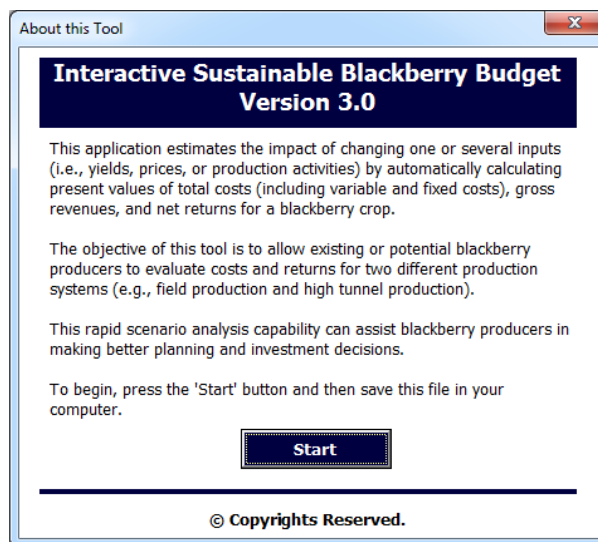 About this Tool
Interactive Sustainable Blackberry Budget
Version 3.0
This application estimates the impact of changing one or several inputs
(i.e., yields, prices, or production activities) by automatically calculating
present values of total costs (including variable and fixed costs), gross
revenues, and net returns for a blackberry crop.
The objective of this tool is to allow existing or potential blackberry
producers to evaluate costs and returns for two different production
systems (e.g., field production and high tunnel production).
This rapid scenario analysis capability can assist blackberry producers in
making better planning and investment decisions.
To begin, press the 'Start' button and then save this file in your
computer.
Start
© Copyrights Reserved.